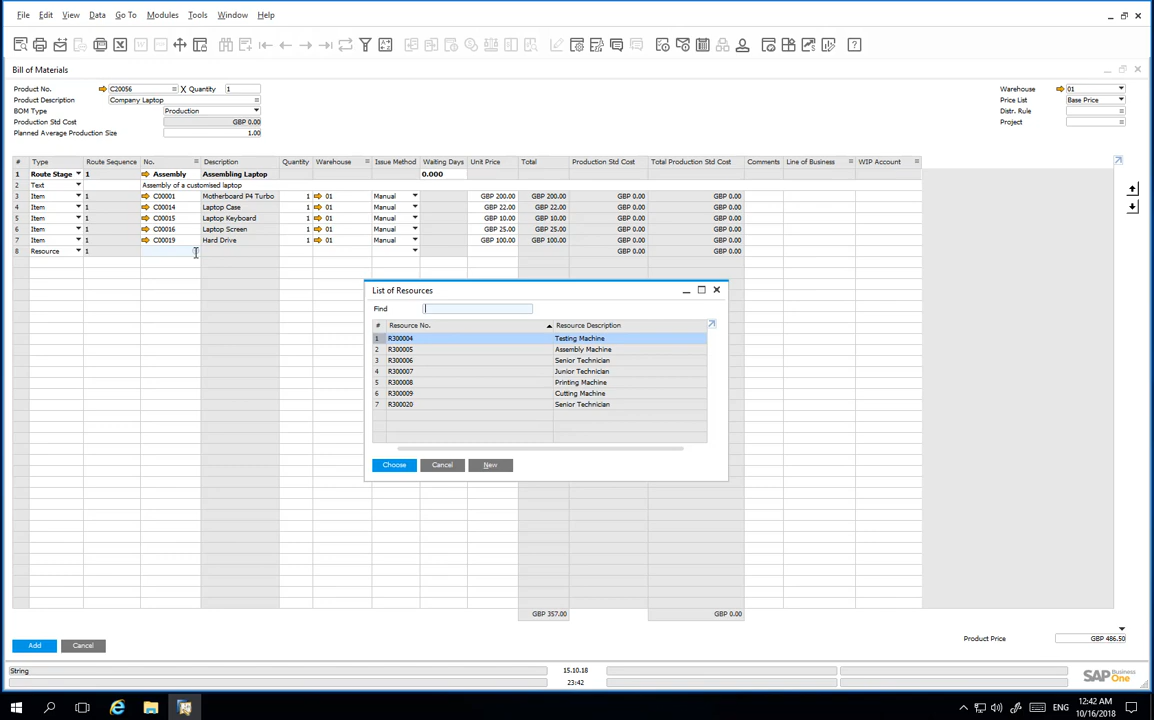 File Edit View Data Go To Modules Tools Window Help
Bill of Materials
Product No. C20056 X Quantity 1 Warehouse 01
Product Description Company Laptop Price List Base Price
BOM Type Production Distr. Rule
Production Std Cost GBP 0.00 Project
Planned Average Production Size 1.00
# Type Route Sequence No. Description Quantity Warehouse Issue Method Waiting Days Unit Price Total Production Std Cost Total Production Std Cost Comments Line of Business WIP Account
1 Route Stage 1 Assembly Assembling Laptop 0.000
2 Text Assembly of a customised laptop
3 Item 1 C00001 Motherboard P4 Turbo 1 01 Manual GBP 200.00 GBP 200.00 GBP 0.00 GBP 0.00
4 Item 1 C00014 Laptop Case 1 01 Manual GBP 22.00 GBP 22.00 GBP 0.00 GBP 0.00
5 Item 1 C00015 Laptop Keyboard 1 01 Manual GBP 10.00 GBP 10.00 GBP 0.00 GBP 0.00
6 Item 1 C00016 Laptop Screen 1 01 Manual GBP 25.00 GBP 25.00 GBP 0.00 GBP 0.00
7 Item 1 C00019 Hard Drive 1 01 Manual GBP 100.00 GBP 100.00 GBP 0.00 GBP 0.00
8 Resource 1 GBP 0.00 GBP 0.00
List of Resources
Find
# Resource No. Resource Description
1 R300004 Testing Machine
2 R300005 Assembly Machine
3 R300006 Senior Technician
4 R300007 Junior Technician
5 R300008 Printing Machine
6 R300009 Cutting Machine
7 R300020 Senior Technician
Choose Cancel New
GBP 357.00 GBP 0.00
Product Price GBP 486.50
Add Cancel
String 15.10.18
23:42
SAP Business One
ENG 12:42 AM
10/16/2018